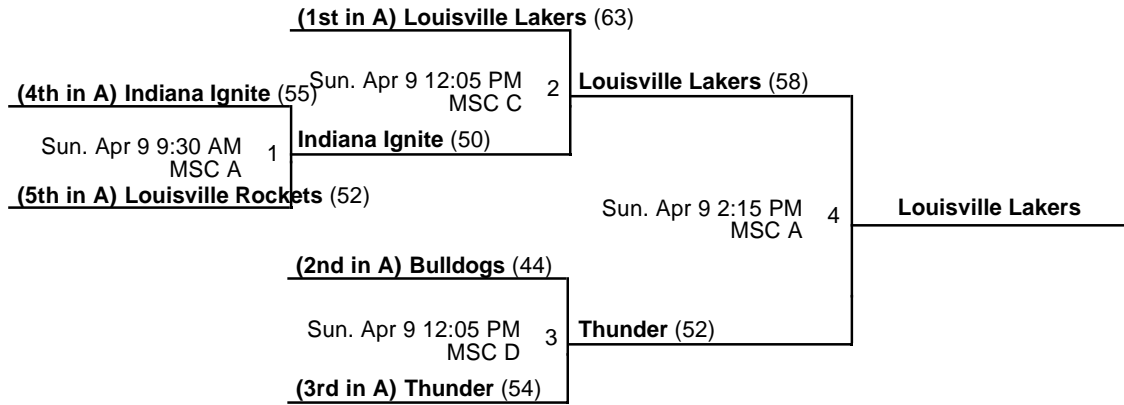 (1st in A) Louisville Lakers (63)
Sun. Apr 9 12:05 PM
MSC C
2
Louisville Lakers (58)
(4th in A) Indiana Ignite (55)
Sun. Apr 9 9:30 AM
MSC A
1
Indiana Ignite (50)
(5th in A) Louisville Rockets (52)
Sun. Apr 9 2:15 PM
MSC A
4
Louisville Lakers
(2nd in A) Bulldogs (44)
Sun. Apr 9 12:05 PM
MSC D
3
Thunder (52)
(3rd in A) Thunder (54)